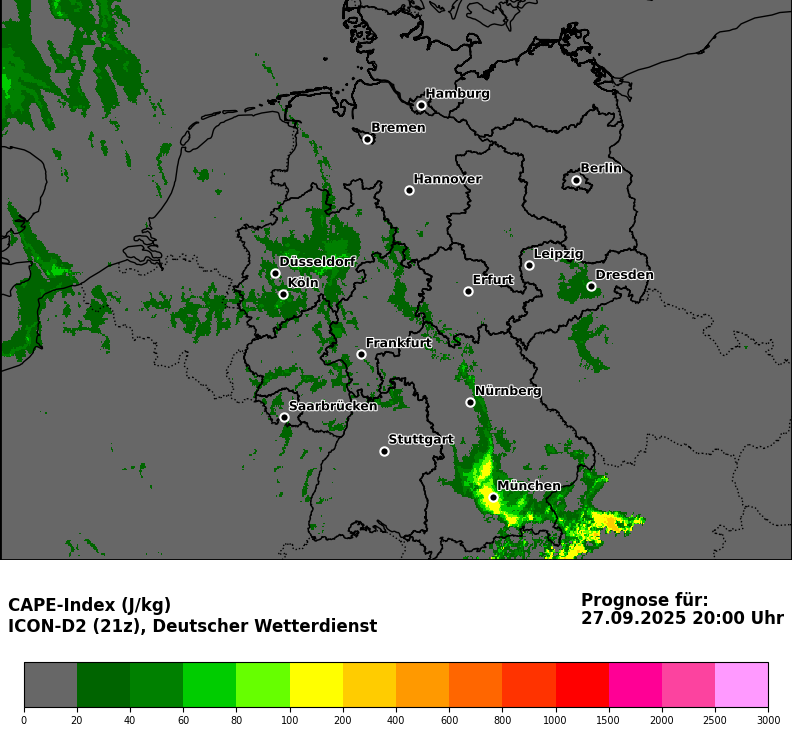 Hamburg
Bremen
Berlin
Hannover
Leipzig
Düsseldorf
Dresden
Köln
Erfurt
Frankfurt
Nürnberg
Saarbrücken
Stuttgart
München
CAPE-Index (J/kg)
ICON-D2 (21z), Deutscher Wetterdienst
Prognose für:
27.09.2025 20:00 Uhr
0 20 40 60 80 100 200 400 600 800 1000 1500 2000 2500 3000